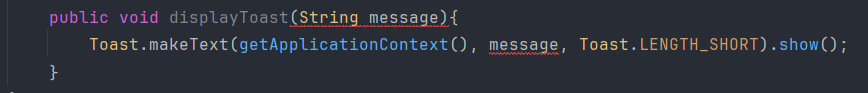 public void displayToast(String message){
Toast.makeText(getApplicationContext(), message, Toast.LENGTH_SHORT).show();
}